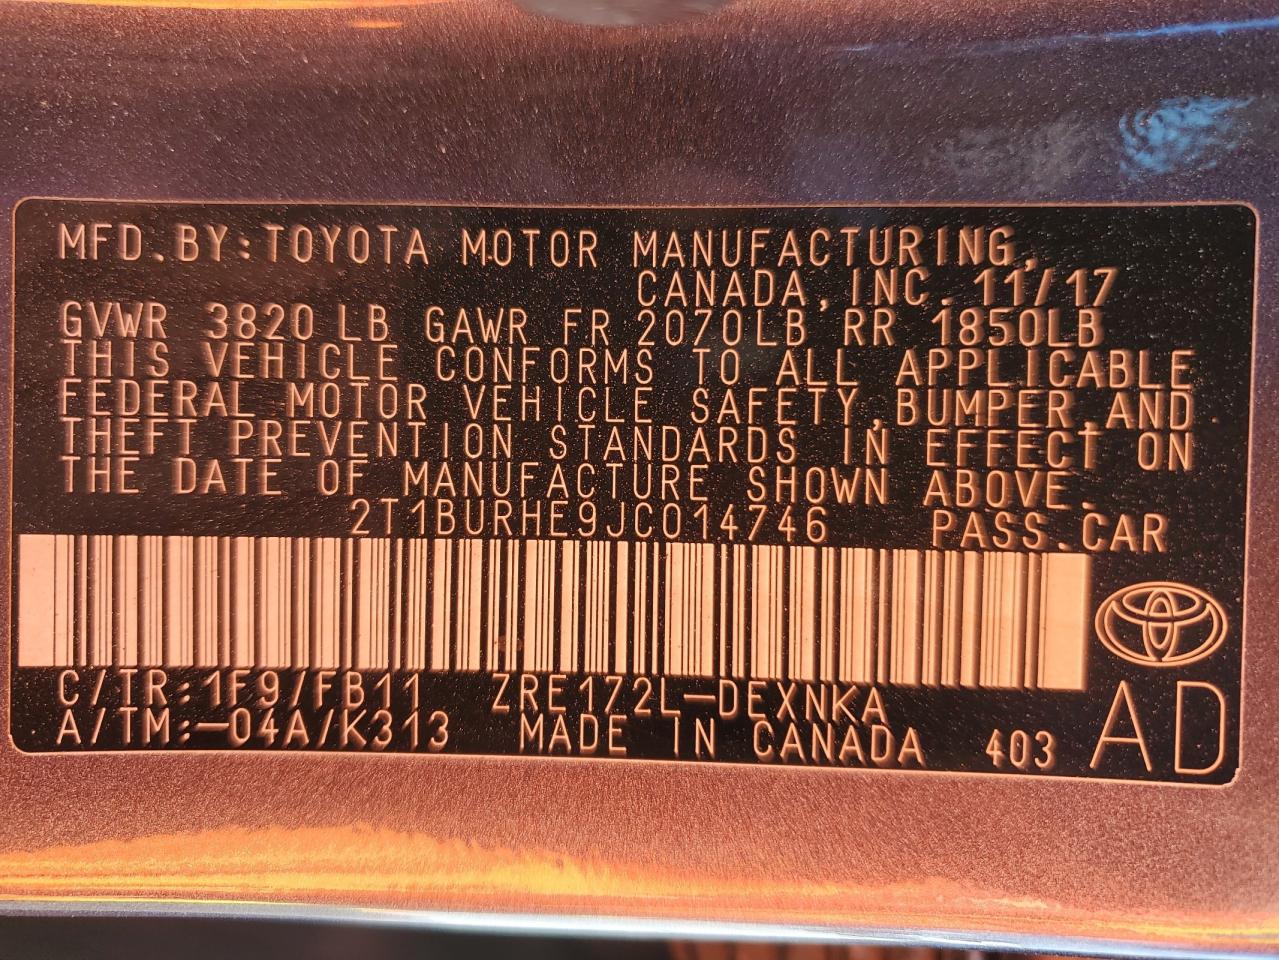 MFD.BY:TOYOTA MOTOR MANUFACTURING,
CANADA,INC. 11/17
GVWR 3820 LB GAWR FR 2070LB RR 1850LB
THIS VEHICLE CONFORMS TO ALL APPLICABLE
FEDERAL MOTOR VEHICLE SAFETY,BUMPER,AND
THEFT PREVENTION STANDARDS IN EFFECT ON
THE DATE OF MANUFACTURE SHOWN ABOVE.
2T1BURHE9JC014746 PASS.CAR
C/TR:1F9/FB11 ZRE172L-DEXNKA
A/TM:-04A/K313 MADE IN CANADA 403 AD